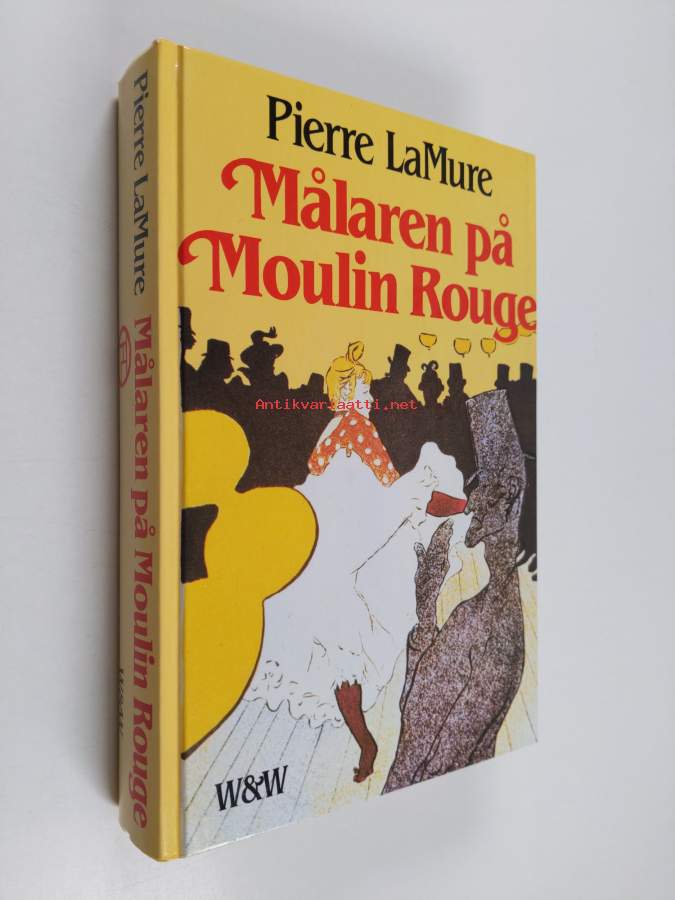 Pierre LaMure
Målaren på
Moulin Rouge
Antikvariaatti.net
W&W
Pierre LaMure Målaren på Moulin Rouge